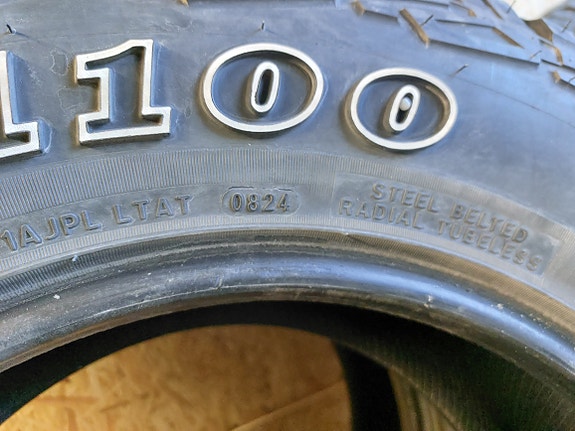 1100
1AJPL LTAT 0824
STEEL BELTED
RADIAL TUBELESS